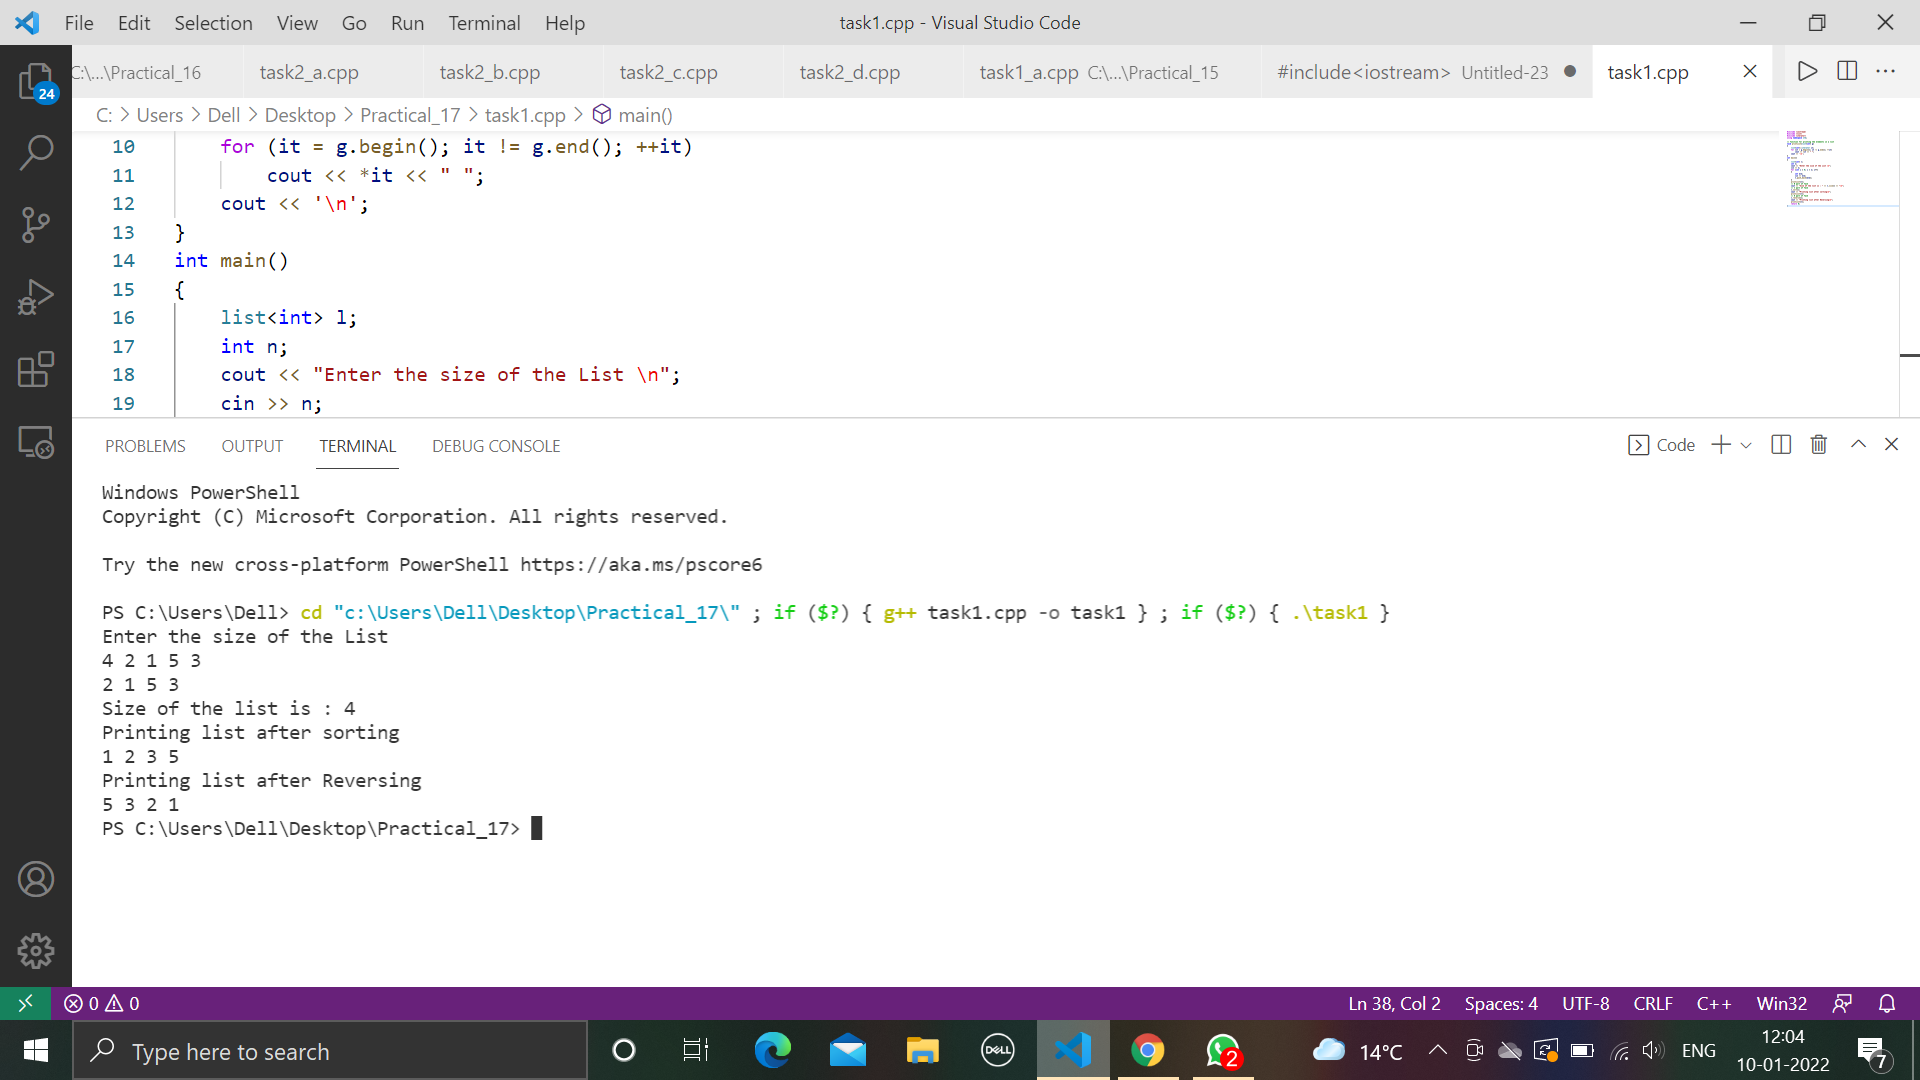 File Edit Selection View Go Run Terminal Help
task1.cpp - Visual Studio Code
C:\...\Practical_16 task2_a.cpp task2_b.cpp task2_c.cpp task2_d.cpp task1_a.cpp C:\...\Practical_15 #include<iostream> Untitled-23 task1.cpp
24
C: > Users > Dell > Desktop > Practical_17 > task1.cpp > main()
10 for (it = g.begin(); it != g.end(); ++it)
11 cout << *it << " ";
12 cout << '\n';
13 }
14 int main()
15 {
16 list<int> l;
17 int n;
18 cout << "Enter the size of the List \n";
19 cin >> n;
PROBLEMS OUTPUT TERMINAL DEBUG CONSOLE
Code
Windows PowerShell
Copyright (C) Microsoft Corporation. All rights reserved.
Try the new cross-platform PowerShell https://aka.ms/pscore6
PS C:\Users\Dell> cd "c:\Users\Dell\Desktop\Practical_17\" ; if ($?) { g++ task1.cpp -o task1 } ; if ($?) { .\task1 }
Enter the size of the List
4 2 1 5 3
2 1 5 3
Size of the list is : 4
Printing list after sorting
1 2 3 5
Printing list after Reversing
5 3 2 1
PS C:\Users\Dell\Desktop\Practical_17>
0 0
Ln 38, Col 2 Spaces: 4 UTF-8 CRLF C++ Win32
Type here to search
DELL
2
14°C
ENG
12:04
10-01-2022
7